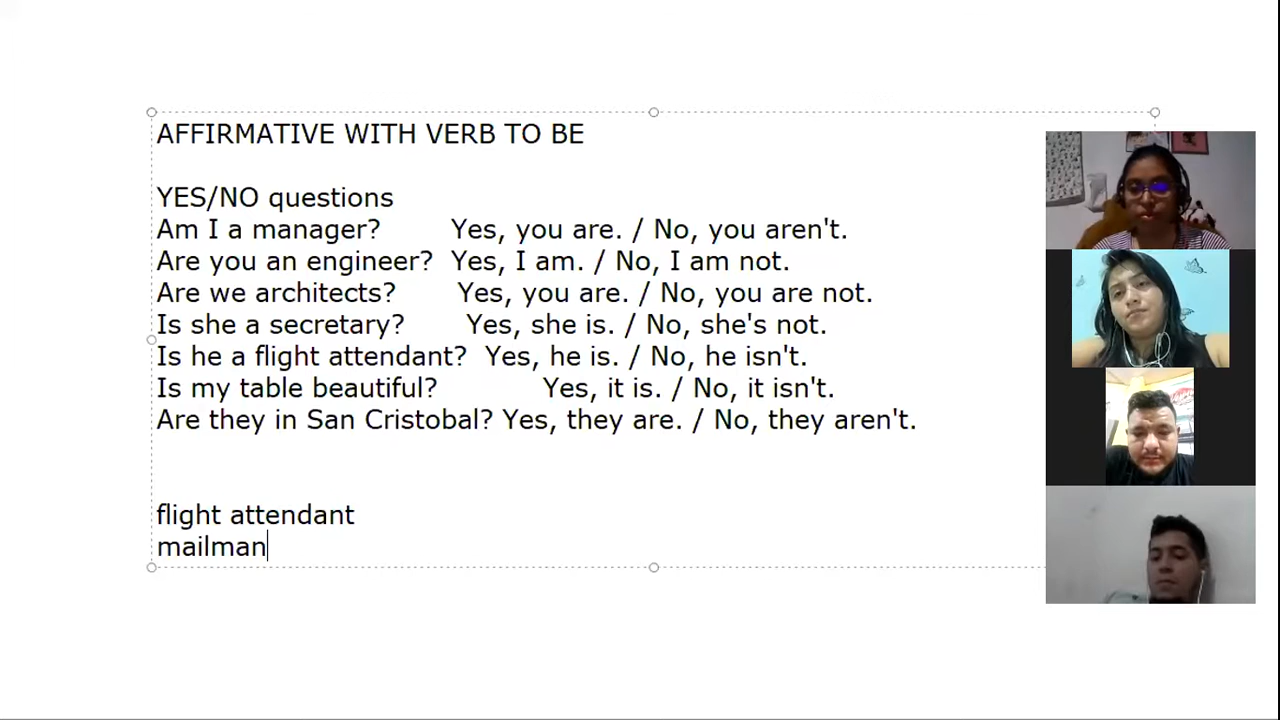 AFFIRMATIVE WITH VERB TO BE
YES/NO questions
Am I a manager? Yes, you are. / No, you aren't.
Are you an engineer? Yes, I am. / No, I am not.
Are we architects? Yes, you are. / No, you are not.
Is she a secretary? Yes, she is. / No, she's not.
Is he a flight attendant? Yes, he is. / No, he isn't.
Is my table beautiful? Yes, it is. / No, it isn't.
Are they in San Cristobal? Yes, they are. / No, they aren't.
flight attendant
mailman